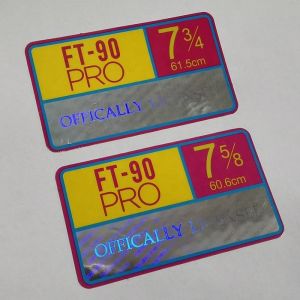 FT-90
PRO
7 3/4
61.5cm
OFFICALLY
FT-90
PRO
7 5/8
60.6cm
OFFICALLY